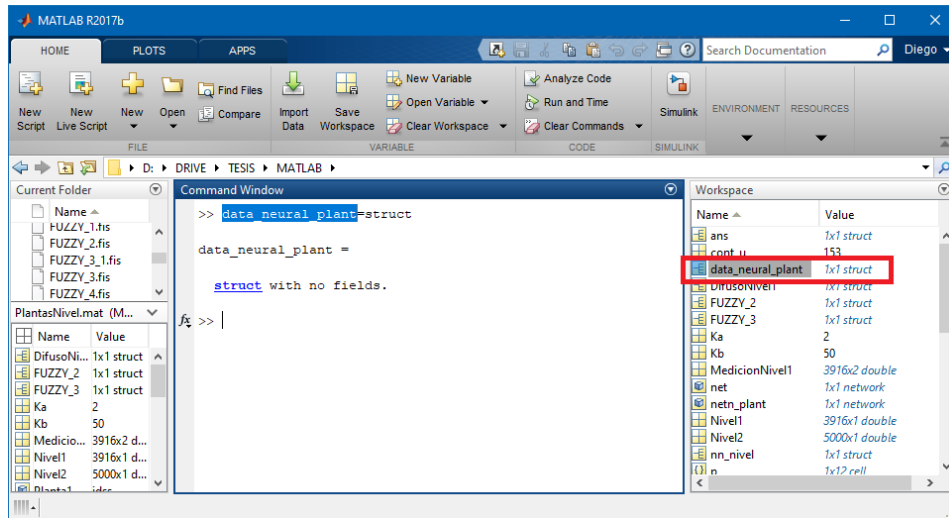 MATLAB R2017b
HOME PLOTS APPS
Search Documentation
Diego
New Script
New Live Script
New
Open
Find Files
Compare
Import Data
Save Workspace
New Variable
Open Variable
Clear Workspace
Analyze Code
Run and Time
Clear Commands
Simulink
ENVIRONMENT
RESOURCES
FILE VARIABLE CODE SIMULINK
D: DRIVE TESIS MATLAB
Current Folder
Name
FUZZY_1.fis
FUZZY_2.fis
FUZZY_3_1.fis
FUZZY_3.fis
FUZZY_4.fis
PlantasNivel.mat (M...
Name Value
DifusoNi... 1x1 struct
FUZZY_2 1x1 struct
FUZZY_3 1x1 struct
Ka 2
Kb 50
Medicio... 3916x2 d...
Nivel1 3916x1 d...
Nivel2 5000x1 d...
Planta1 idss
Command Window
>> data_neural_plant=struct
data_neural_plant =
struct with no fields.
fx >>
Workspace
Name Value
ans 1x1 struct
cont_u 153
data_neural_plant 1x1 struct
DifusoNivel1 1x1 struct
FUZZY_2 1x1 struct
FUZZY_3 1x1 struct
Ka 2
Kb 50
MedicionNivel1 3916x2 double
net 1x1 network
netn_plant 1x1 network
Nivel1 3916x1 double
Nivel2 5000x1 double
nn_nivel 1x1 struct
p 1x12 cell